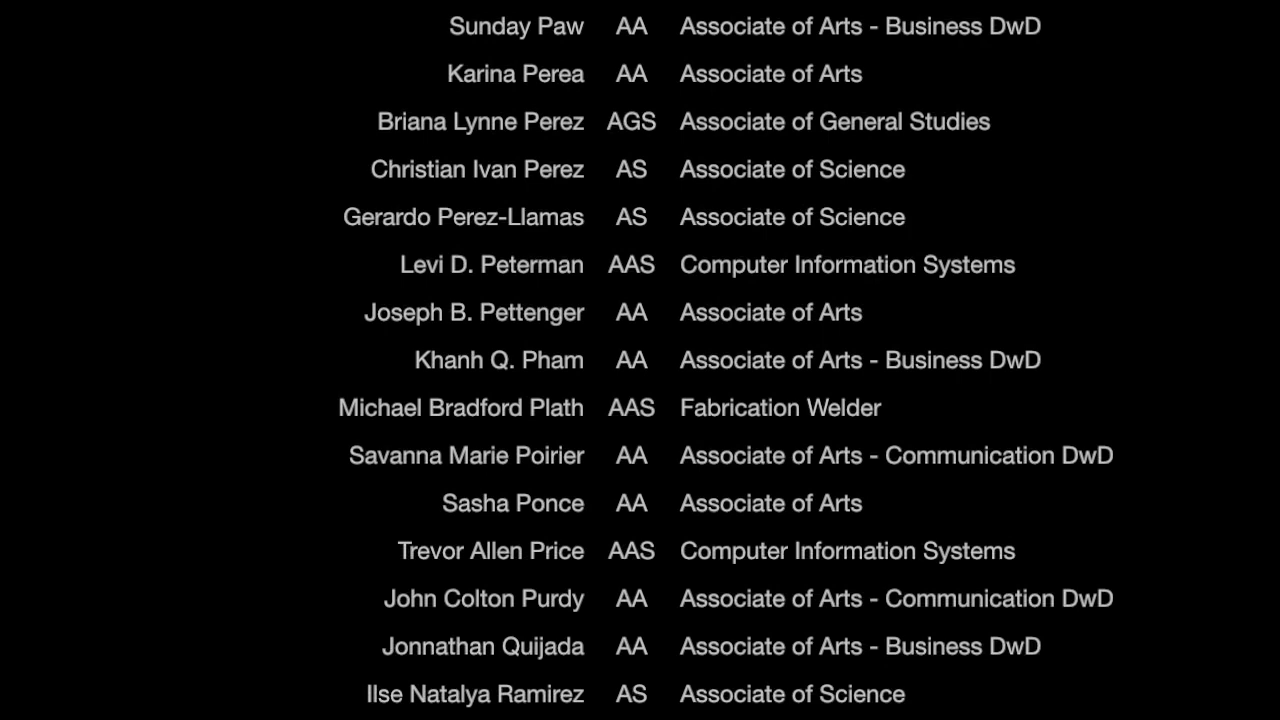 Sunday Paw AA Associate of Arts - Business DwD
Karina Perea AA Associate of Arts
Briana Lynne Perez AGS Associate of General Studies
Christian Ivan Perez AS Associate of Science
Gerardo Perez-Llamas AS Associate of Science
Levi D. Peterman AAS Computer Information Systems
Joseph B. Pettenger AA Associate of Arts
Khanh Q. Pham AA Associate of Arts - Business DwD
Michael Bradford Plath AAS Fabrication Welder
Savanna Marie Poirier AA Associate of Arts - Communication DwD
Sasha Ponce AA Associate of Arts
Trevor Allen Price AAS Computer Information Systems
John Colton Purdy AA Associate of Arts - Communication DwD
Jonnathan Quijada AA Associate of Arts - Business DwD
Ilse Natalya Ramirez AS Associate of Science